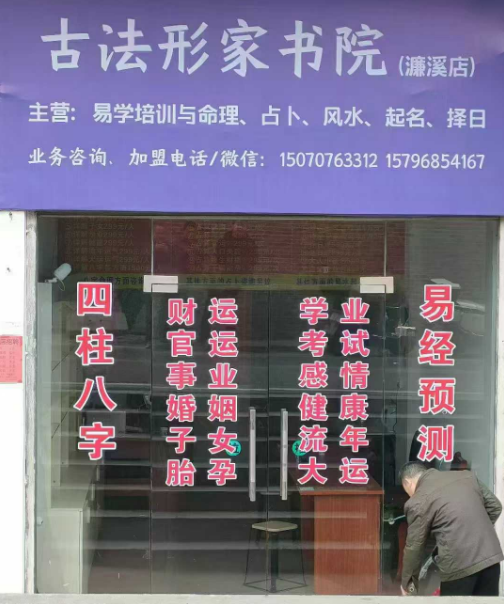 古法形家书院(濂溪店)
主营：易学培训与命理、占卜、风水、起名、择日
业务咨询、加盟电话/微信：15070763312 15796854167
四柱八字
财运
官运
事业
婚姻
子女
胎孕
学业
考试
感情
健康
流年
大运
易经预测